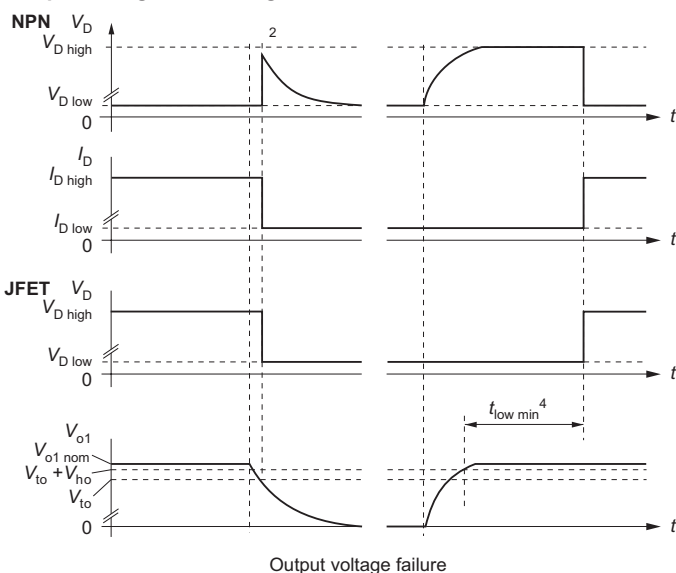 NPN V_D
2
V_D high
V_D low
0
t
I_D
I_D high
I_D low
0
t
JFET V_D
V_D high
V_D low
0
t
t_low min 4
V_o1
V_o1 nom
V_to + V_ho
V_to
0
t
Output voltage failure